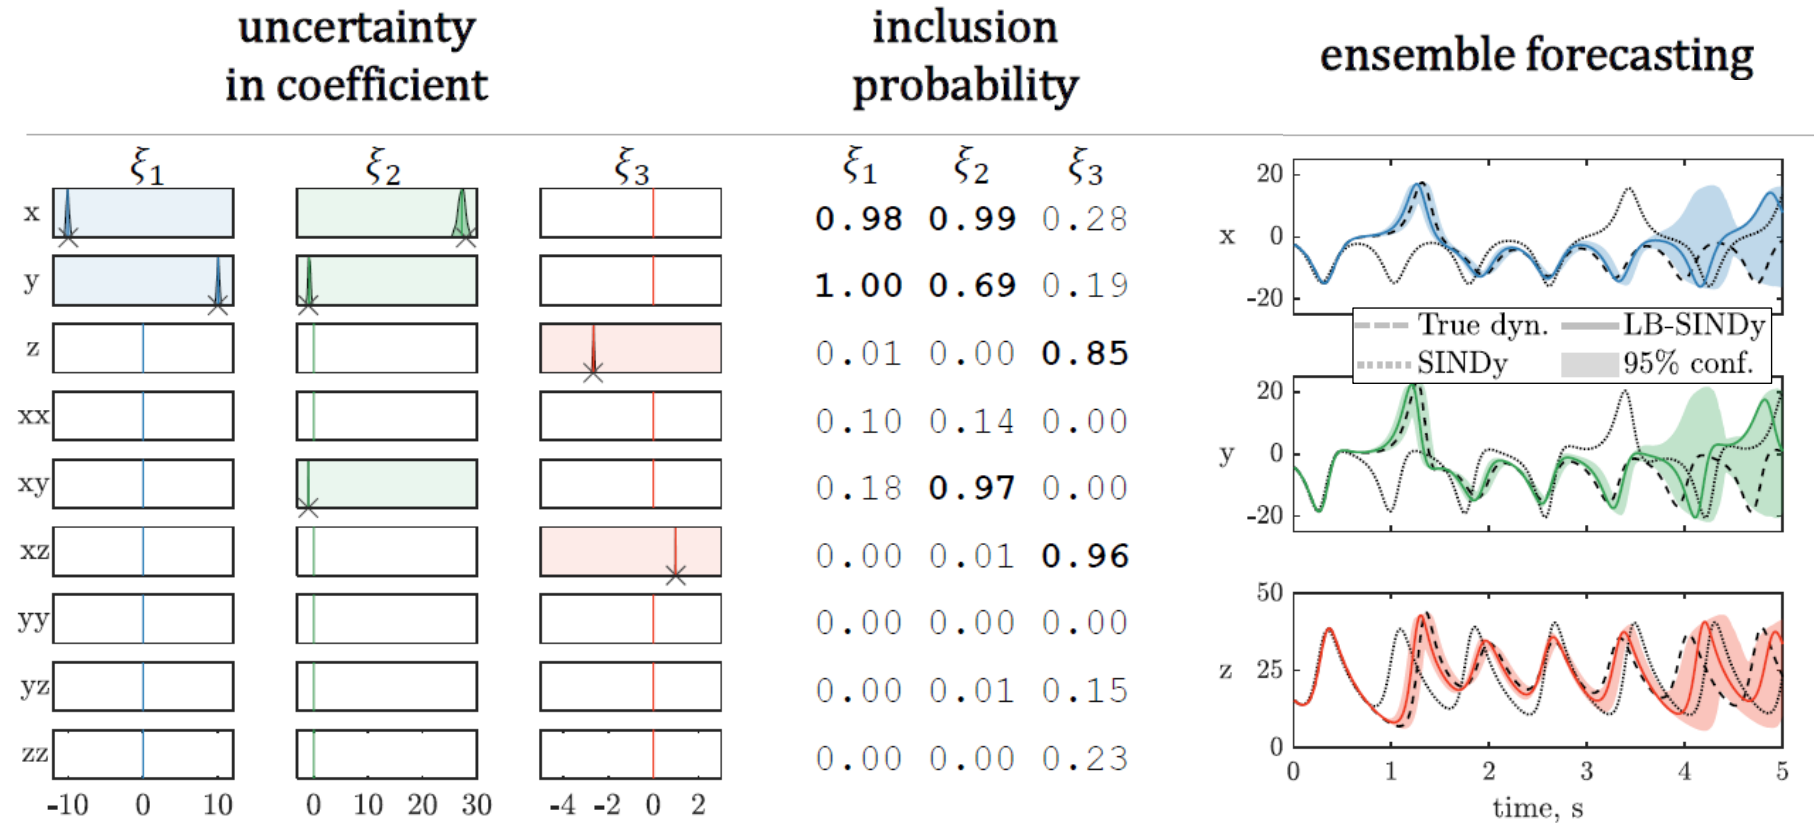 uncertainty
in coefficient
inclusion
probability
ensemble forecasting
ξ1 ξ2 ξ3
ξ1 ξ2 ξ3
x
0.98 0.99 0.28
y
1.00 0.69 0.19
z
0.01 0.00 0.85
xx
0.10 0.14 0.00
xy
0.18 0.97 0.00
xz
0.00 0.01 0.96
yy
0.00 0.00 0.00
yz
0.00 0.01 0.15
zz
0.00 0.00 0.23
-10 0 10
0 10 20 30
-4 -2 0 2
20
x 0
-20
True dyn. LB-SINDy
SINDy 95% conf.
20
y 0
-20
50
z 25
0
0 1 2 3 4 5
time, s